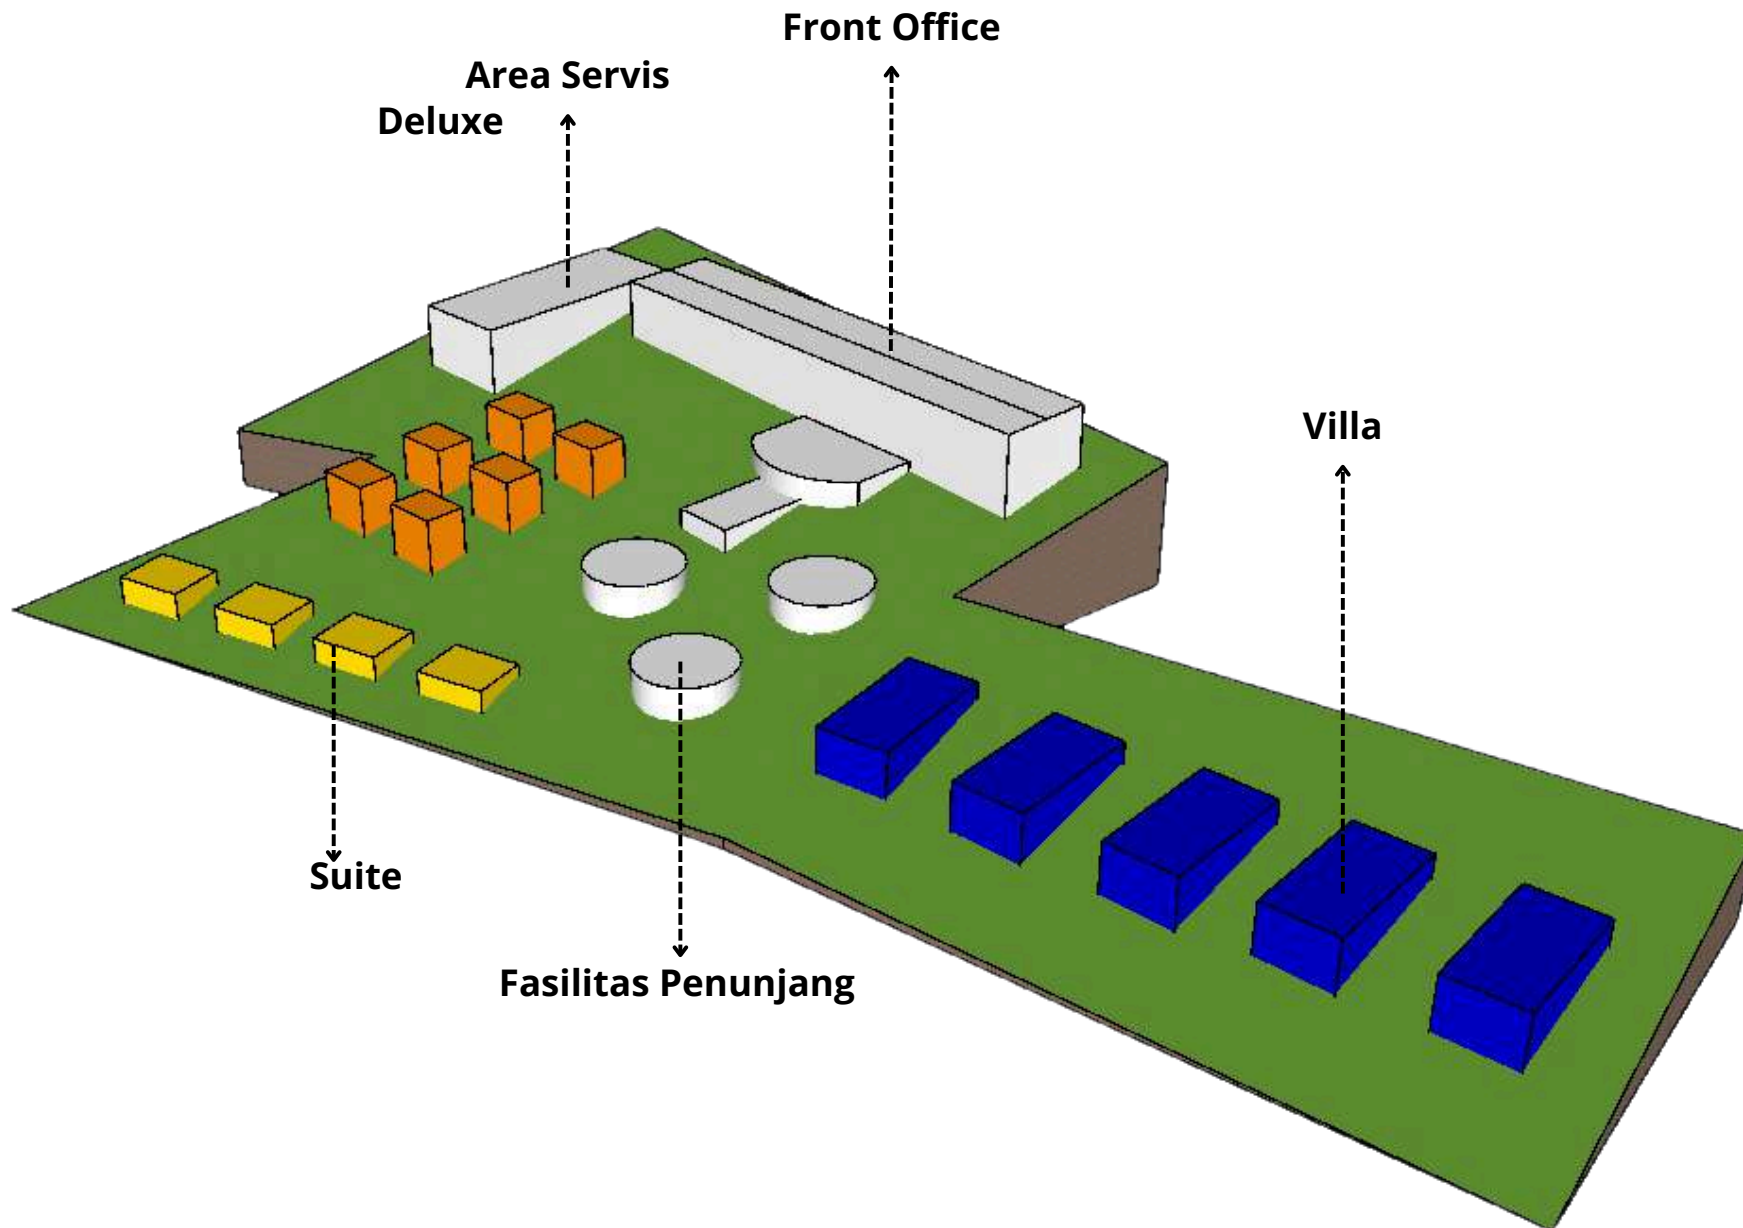 Front Office
Area Servis
Deluxe
Villa
Suite
Fasilitas Penunjang